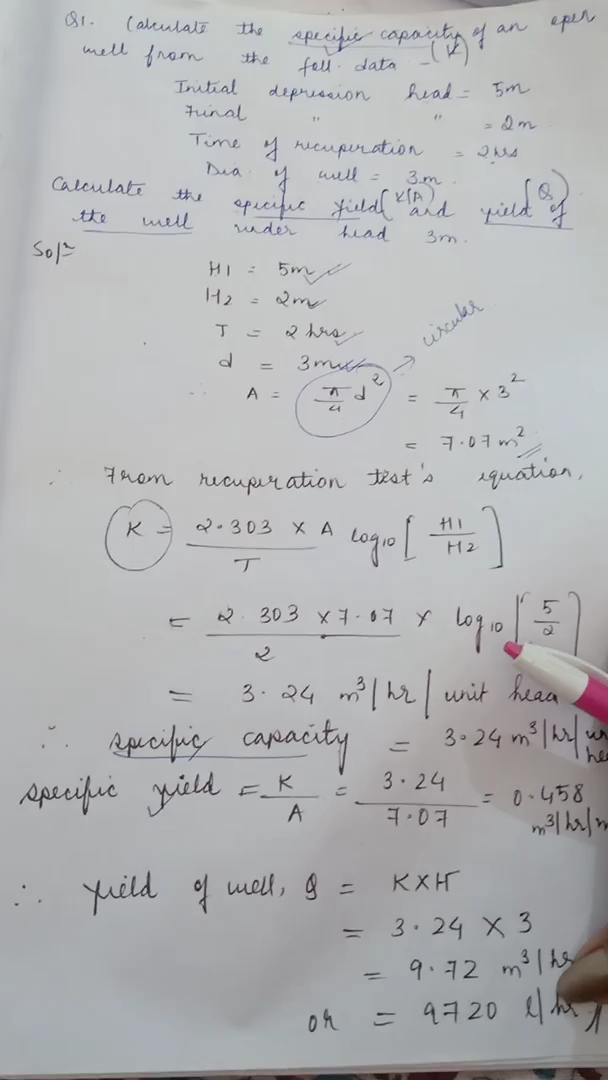 Q1. Calculate the specific capacity of an open
well from the foll. data - (K)
Initial depression head = 5m
Final " " = 2m
Time of recuperation = 2hrs
Dia. of well = 3m.
Calculate the specific yield (K/A) and yield (Q) of
the well under head 3m.
Sol:-
H1 = 5m
H2 = 2m
T = 2 hrs
d = 3m
circular
∴ A = π/4 d² = π/4 × 3²
= 7.07 m²
∴ From recuperation test's equation,
K = 2.303 × A / T log10 [H1/H2]
= 2.303 × 7.07 / 2 × log10 [5/2]
= 3.24 m³/hr/unit head
∴ specific capacity = 3.24 m³/hr/
specific yield = K/A = 3.24/7.07 = 0.458
m³/hr/m
∴ yield of well, Q = K×H
= 3.24 × 3
= 9.72 m³/hr
or = 9720 l/hr